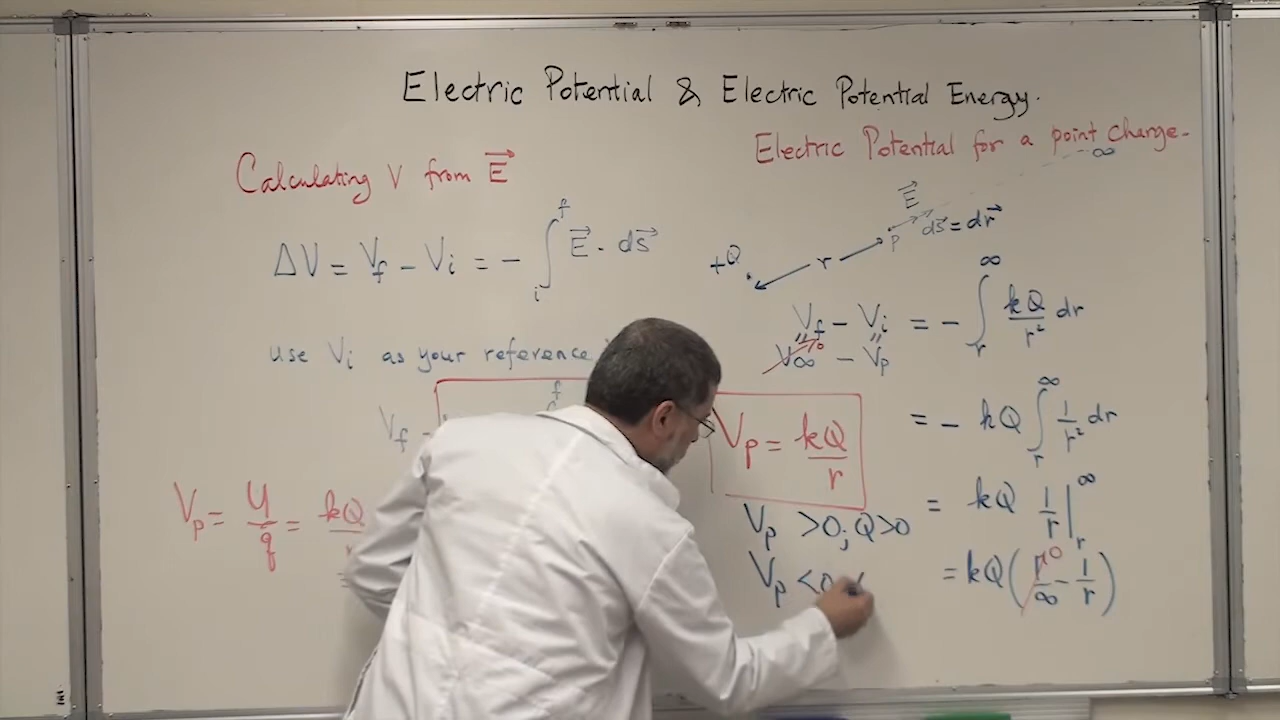 Electric Potential & Electric Potential Energy.
Calculating V from E⃗
ΔV = V_f - V_i = - ∫_i^f E⃗ · ds⃗
use V_i as your reference
V_f -
f
V_p = U/q = kQ
=
Electric Potential for a point charge.
∞
E⃗
ds⃗ = dr⃗
P
+Q
r
V_f - V_i = - ∫_r^∞ kQ/r² dr
V∞ 0 - V_p
= - kQ ∫_r^∞ 1/r² dr
V_p = kQ/r
= kQ 1/r |_r^∞
V_p >0; Q>0
V_p <0
= kQ(1/∞ 0 - 1/r)